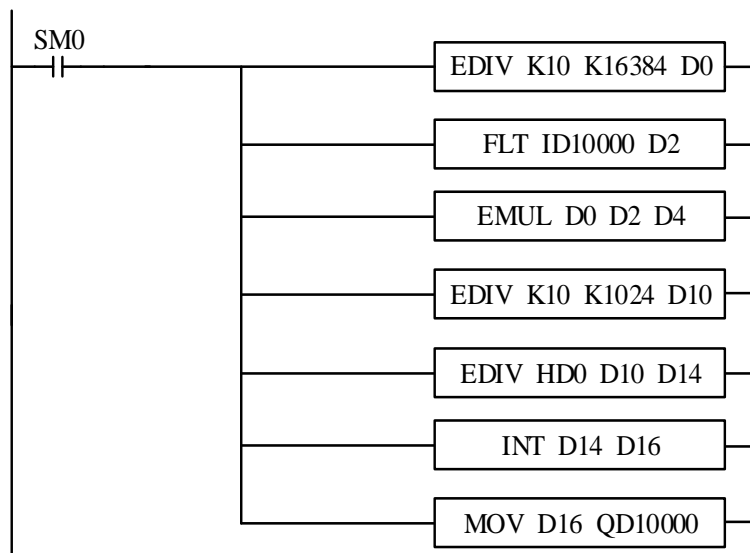 SM0
EDIV K10 K16384 D0
FLT ID10000 D2
EMUL D0 D2 D4
EDIV K10 K1024 D10
EDIV HD0 D10 D14
INT D14 D16
MOV D16 QD10000